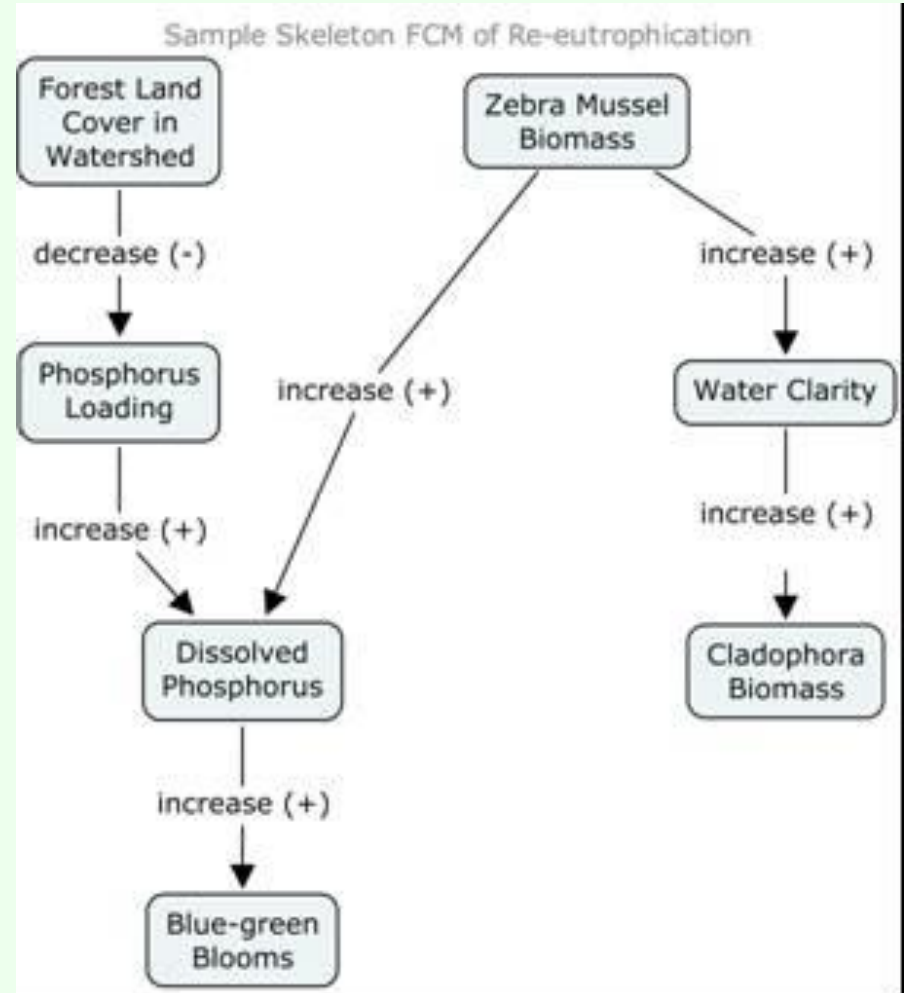 Sample Skeleton FCM of Re-eutrophication
Forest Land
Cover in
Watershed
Zebra Mussel
Biomass
decrease (-)
increase (+)
Phosphorus
Loading
increase (+)
Water Clarity
increase (+)
increase (+)
Dissolved
Phosphorus
Cladophora
Biomass
increase (+)
Blue-green
Blooms